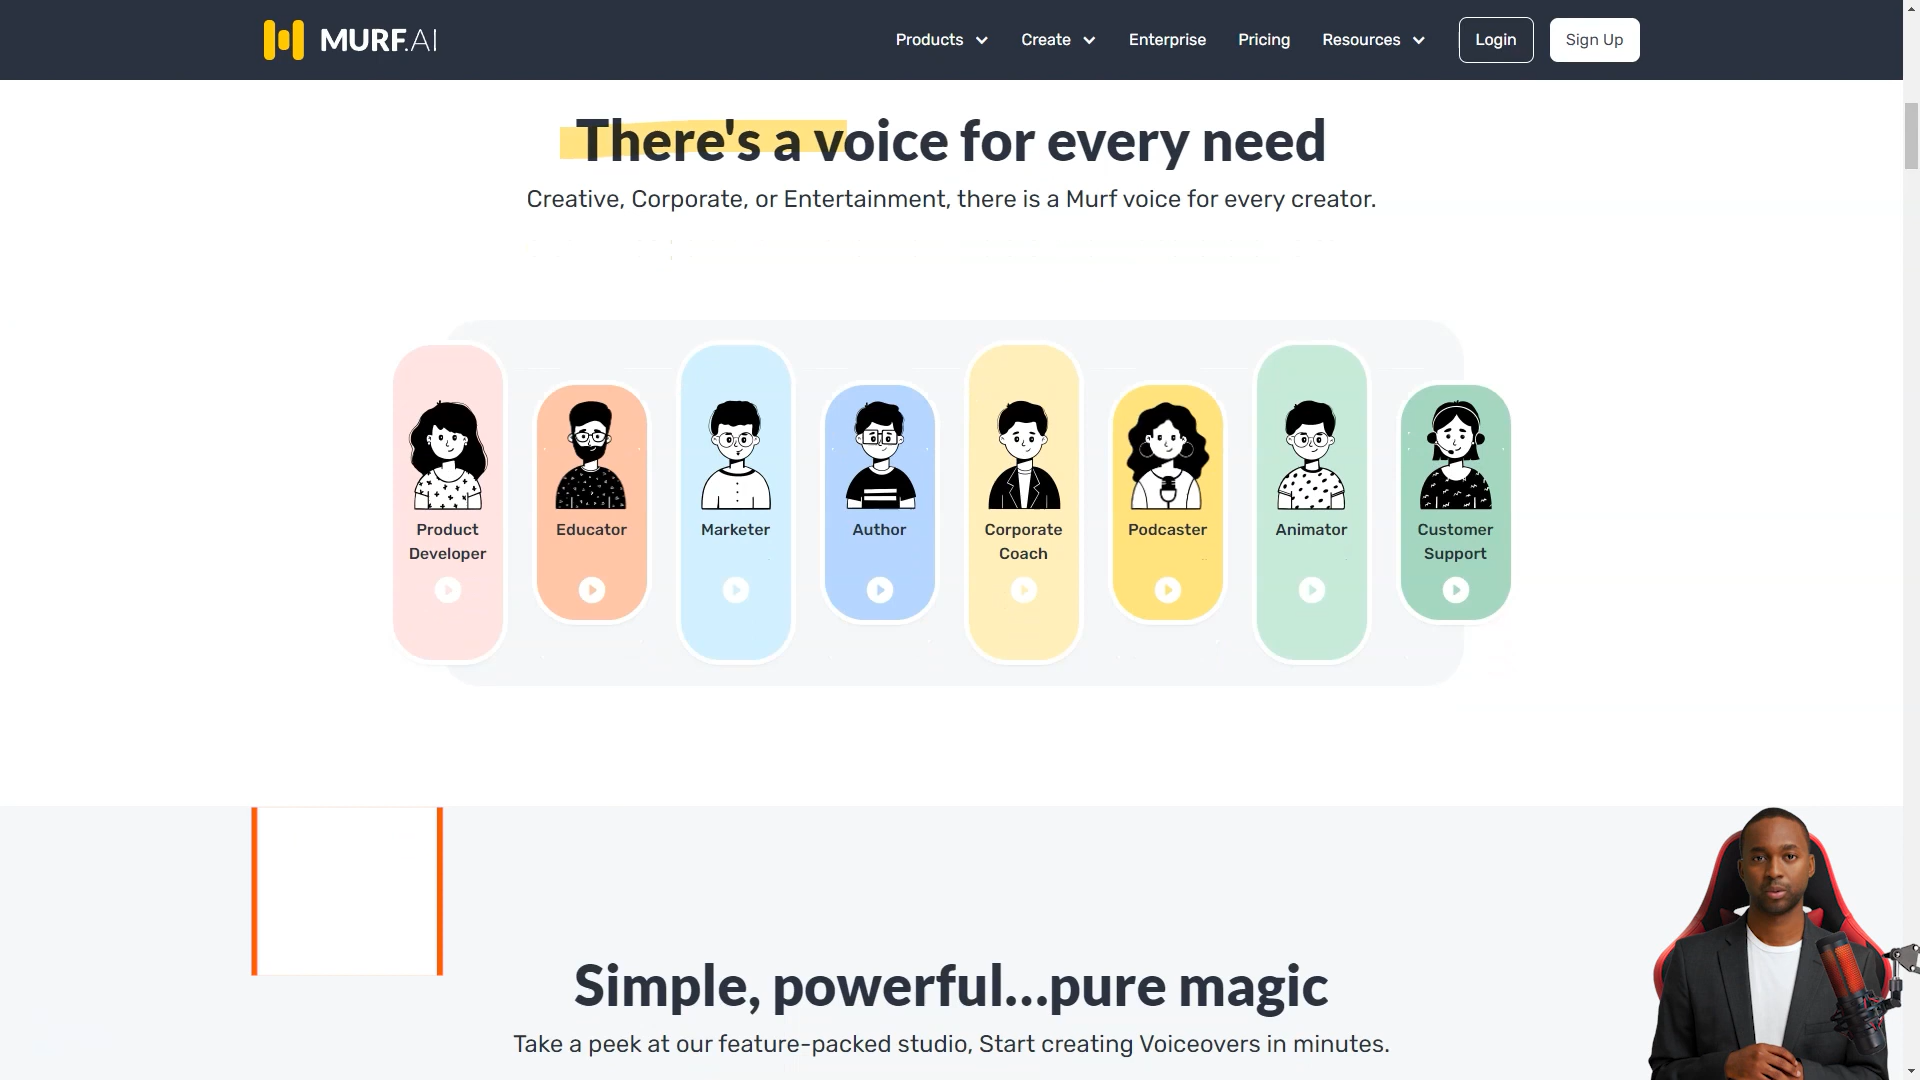 MURF.AI
Products
Create
Enterprise
Pricing
Resources
Login
Sign Up
There's a voice for every need
Creative, Corporate, or Entertainment, there is a Murf voice for every creator.
Product
Developer
Educator
Marketer
Author
Corporate
Coach
Podcaster
Animator
Customer
Support
Simple, powerful...pure magic
Take a peek at our feature-packed studio, Start creating Voiceovers in minutes.